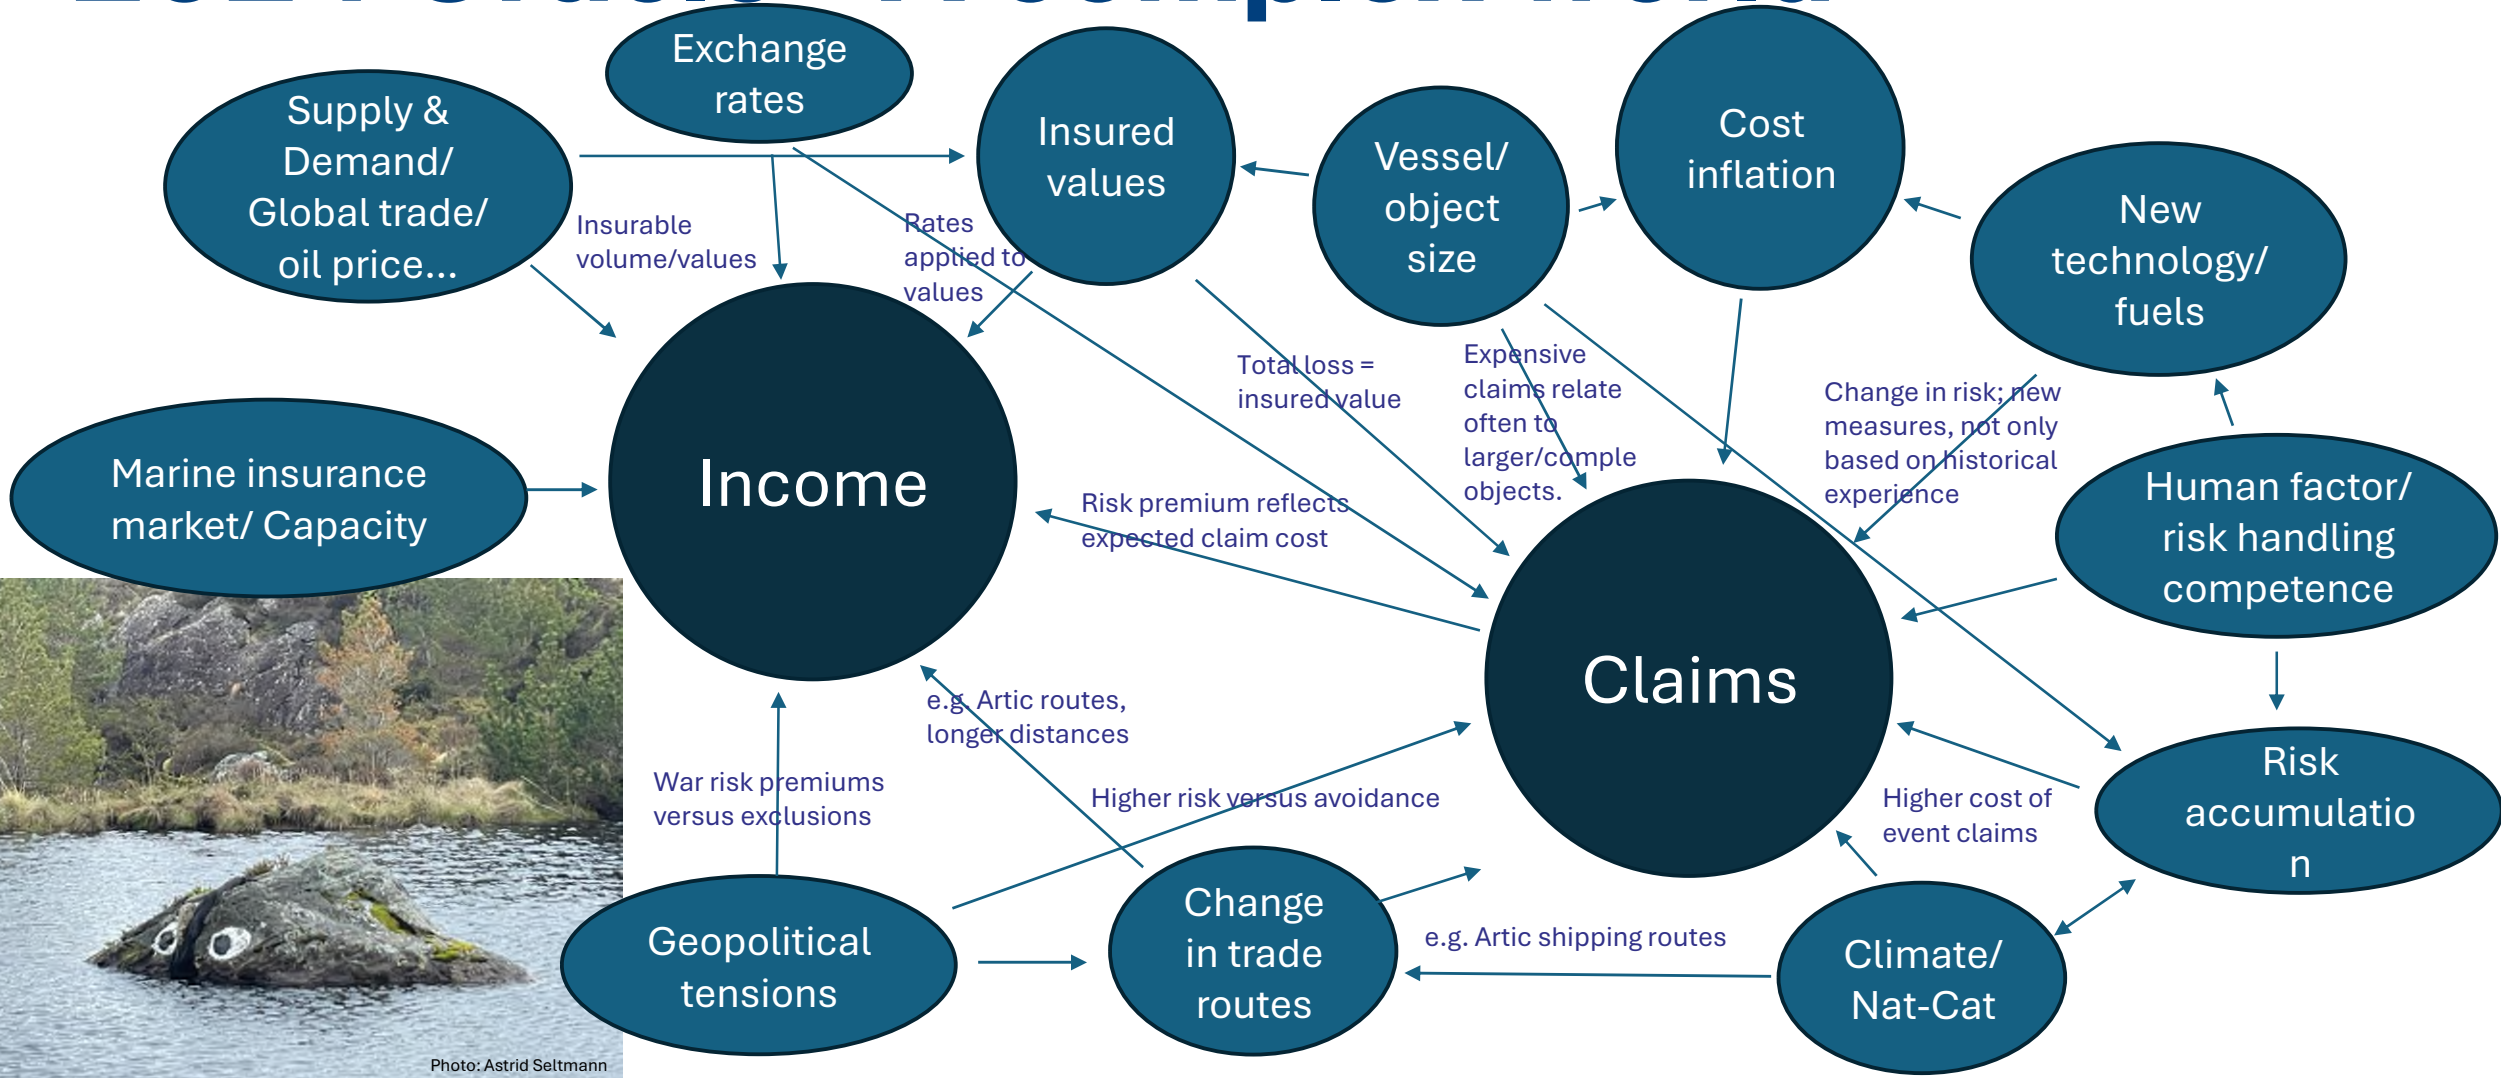 Exchange
rates
Supply &
Demand/
Global trade/
oil price...
Insured
values
Vessel/
object
size
Cost
inflation
New
technology/
fuels
Insurable
volume/values
Rates
applied to
values
Total loss =
insured value
Expensive
claims relate
often to
larger/comple
objects.
Change in risk; new
measures, not only
based on historical
experience
Marine insurance
market/ Capacity
Income
Risk premium reflects
expected claim cost
Human factor/
risk handling
competence
Claims
e.g. Artic routes,
longer distances
War risk premiums
versus exclusions
Higher risk versus avoidance
Higher cost of
event claims
Risk
accumulatio
n
Geopolitical
tensions
Change
in trade
routes
e.g. Artic shipping routes
Climate/
Nat-Cat
Photo: Astrid Seltmann